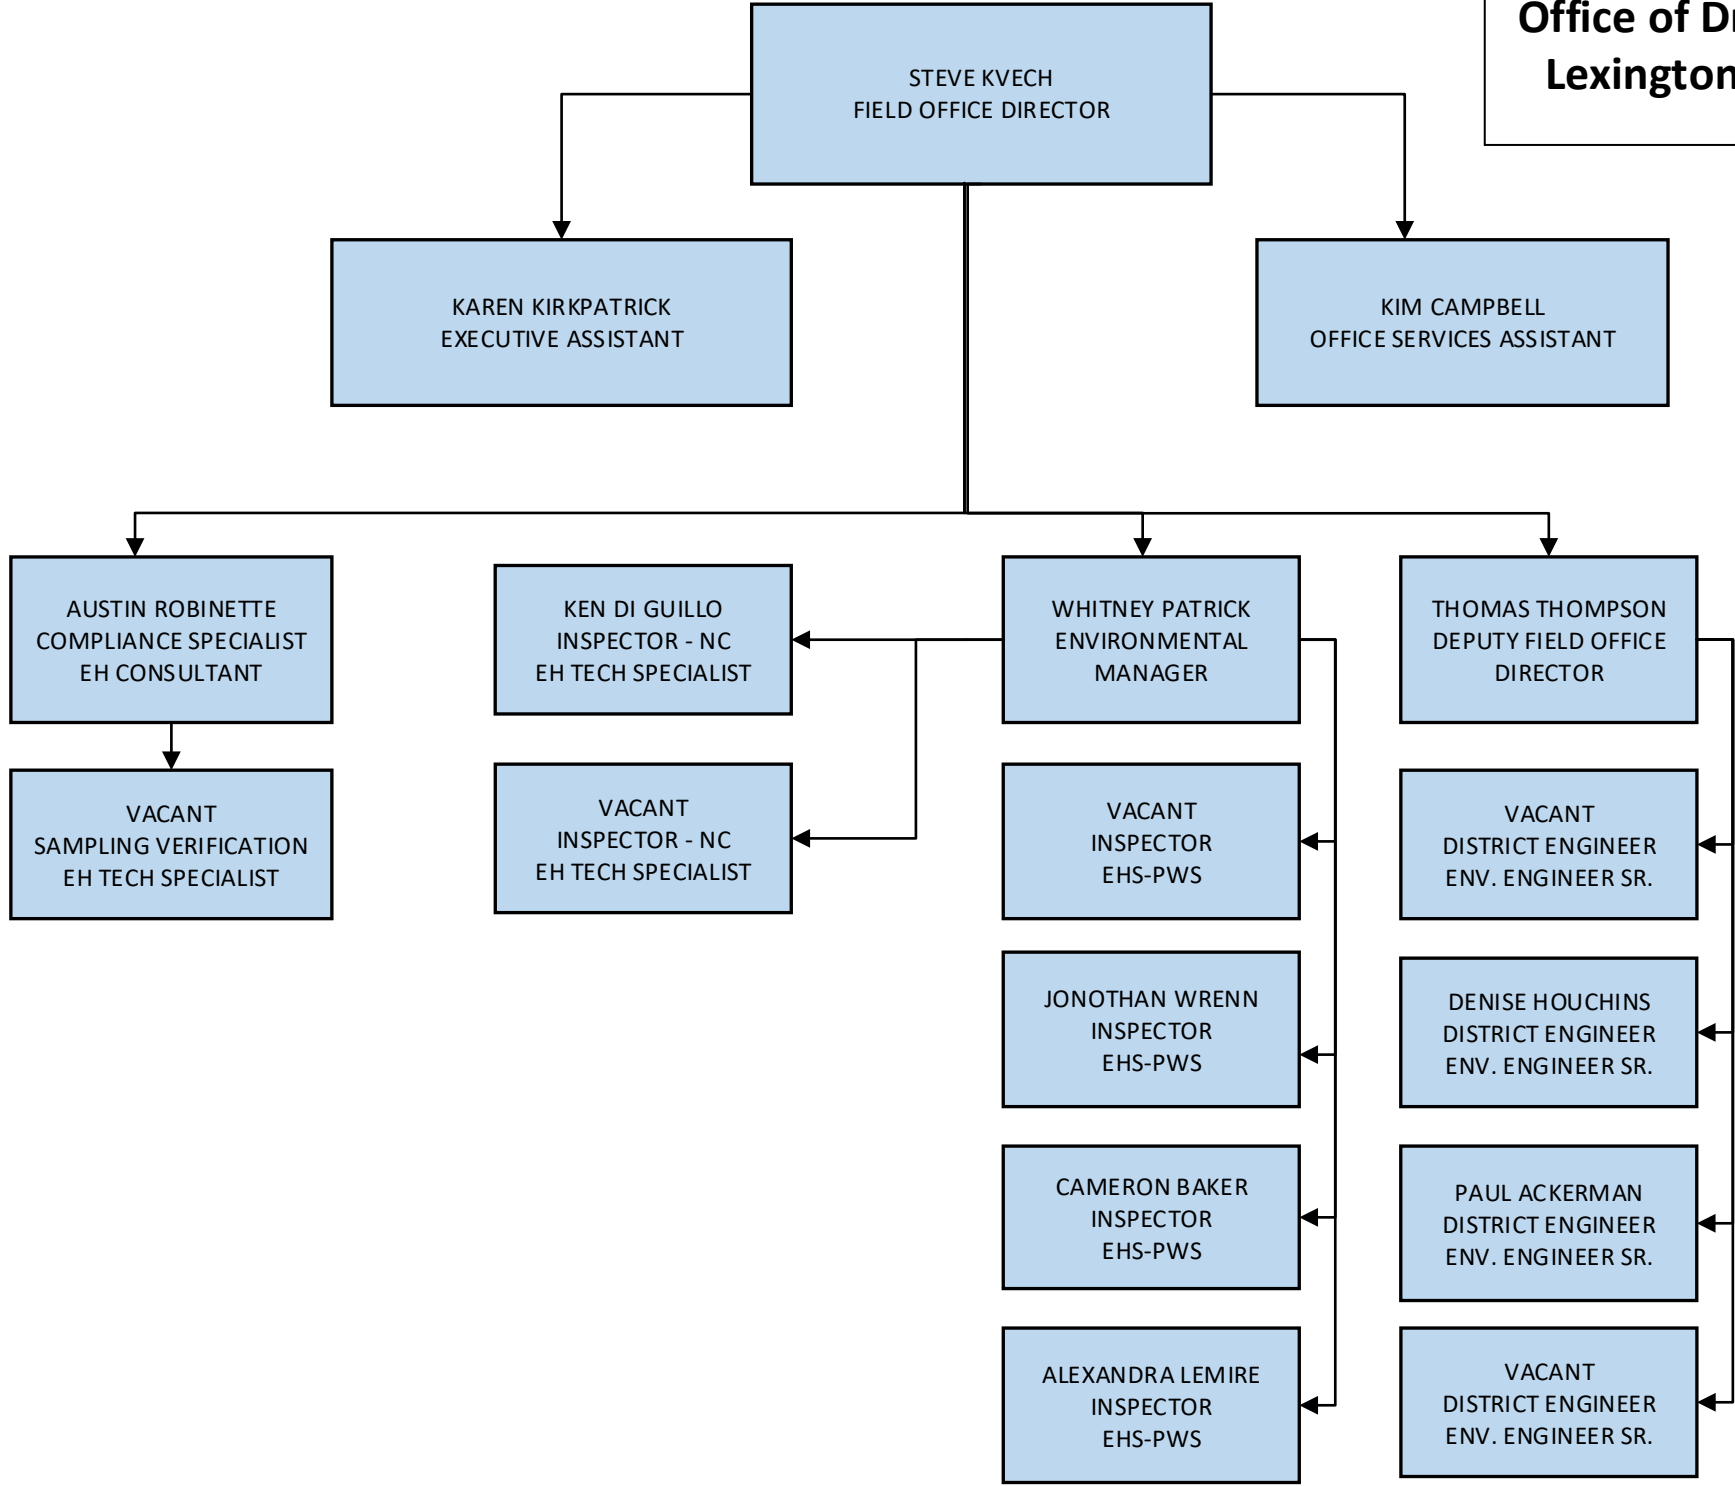 Office of
Lexington
STEVE KVECH
FIELD OFFICE DIRECTOR
KAREN KIRKPATRICK
EXECUTIVE ASSISTANT
KIM CAMPBELL
OFFICE SERVICES ASSISTANT
AUSTIN ROBINETTE
COMPLIANCE SPECIALIST
EH CONSULTANT
KEN DI GUILLO
INSPECTOR - NC
EH TECH SPECIALIST
WHITNEY PATRICK
ENVIRONMENTAL
MANAGER
THOMAS THOMPSON
DEPUTY FIELD OFFICE
DIRECTOR
VACANT
SAMPLING VERIFICATION
EH TECH SPECIALIST
VACANT
INSPECTOR - NC
EH TECH SPECIALIST
VACANT
INSPECTOR
EHS-PWS
VACANT
DISTRICT ENGINEER
ENV. ENGINEER SR.
JONOTHAN WRENN
INSPECTOR
EHS-PWS
DENISE HOUCHINS
DISTRICT ENGINEER
ENV. ENGINEER SR.
CAMERON BAKER
INSPECTOR
EHS-PWS
PAUL ACKERMAN
DISTRICT ENGINEER
ENV. ENGINEER SR.
ALEXANDRA LEMIRE
INSPECTOR
EHS-PWS
VACANT
DISTRICT ENGINEER
ENV. ENGINEER SR.